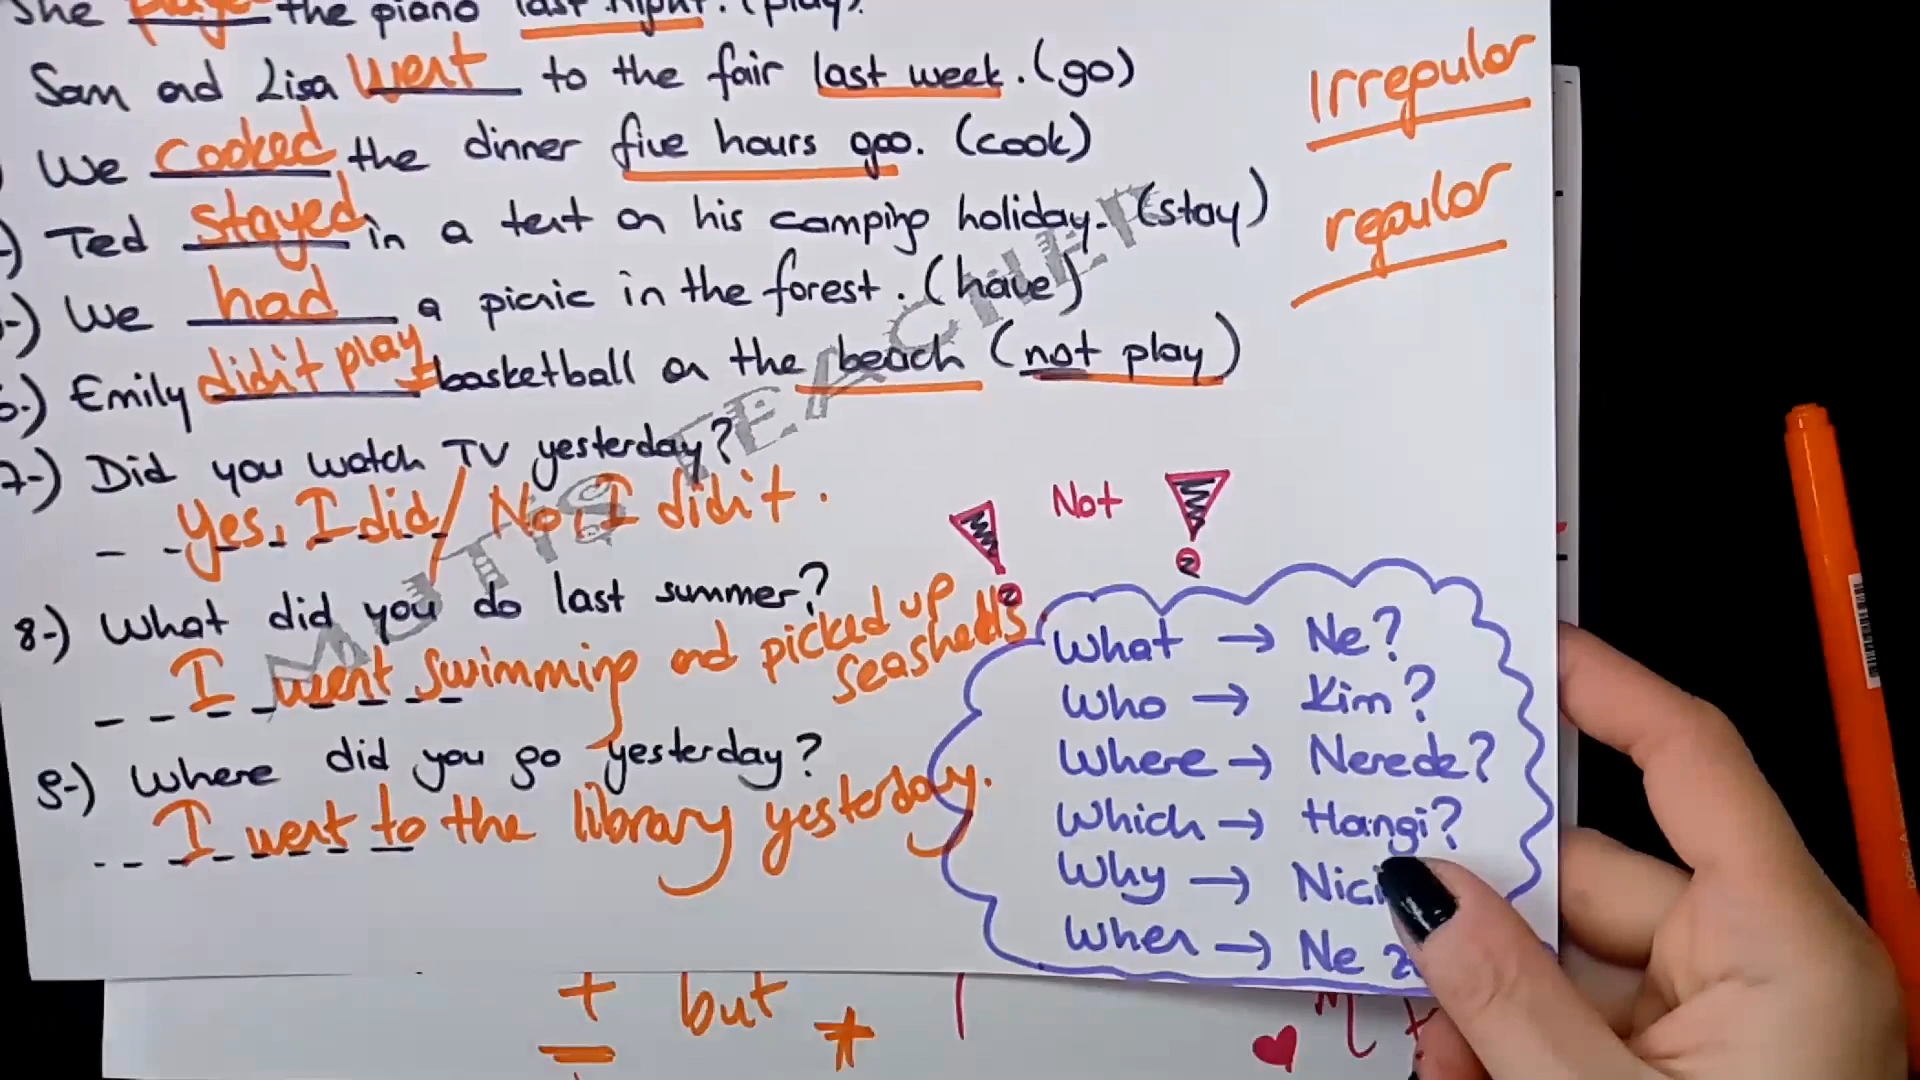 She played the piano last night. (play).
Sam and Lisa went to the fair last week. (go)
We cooked the dinner five hours ago. (cook)
-) Ted stayed in a tent on his camping holiday. (stay)
-) We had a picnic in the forest. (have)
6-) Emily didn't play basketball on the beach (not play)
7-) Did you watch TV yesterday?
Yes, I did/ No, I didn't.
8-) What did you do last summer?
I went swimming and picked up seashells
9-) Where did you go yesterday?
I went to the library yesterday.
Irregular
regular
Not
What → Ne?
Who → Kim?
Where → Nerede?
Which → Hangi?
Why → Nici
When → Ne z
+ but +
TEACHER